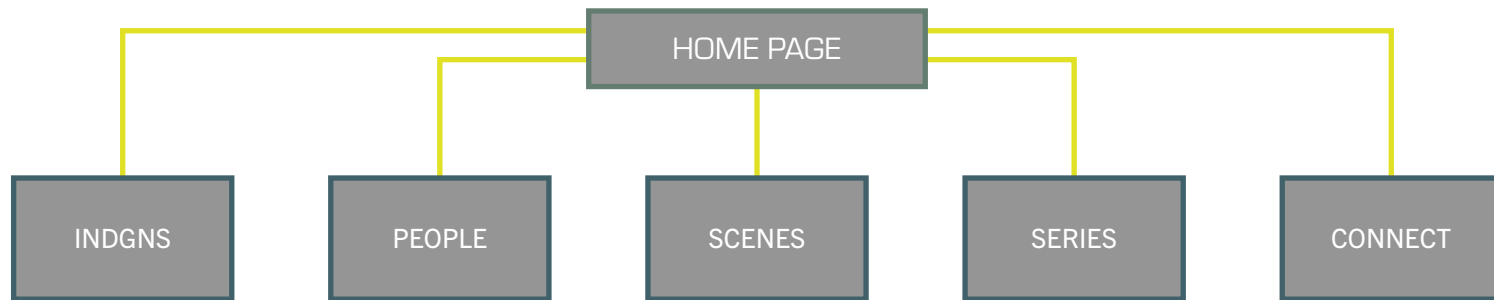 HOME PAGE
INDGNS
PEOPLE
SCENES
SERIES
CONNECT